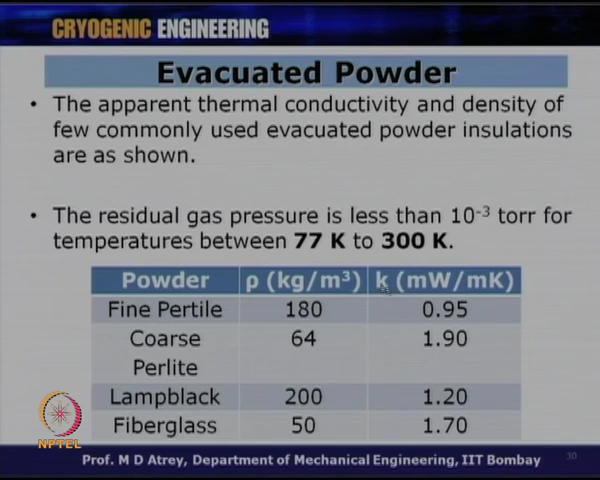 CRYOGENIC ENGINEERING
Evacuated Powder
• The apparent thermal conductivity and density of
few commonly used evacuated powder insulations
are as shown.
• The residual gas pressure is less than 10⁻³ torr for
temperatures between 77 K to 300 K.
Powder ρ (kg/m³) k (mW/mK)
Fine Pertile 180 0.95
Coarse 64 1.90
Perlite
Lampblack 200 1.20
Fiberglass 50 1.70
NPTEL
Prof. M D Atrey, Department of Mechanical Engineering, IIT Bombay 30